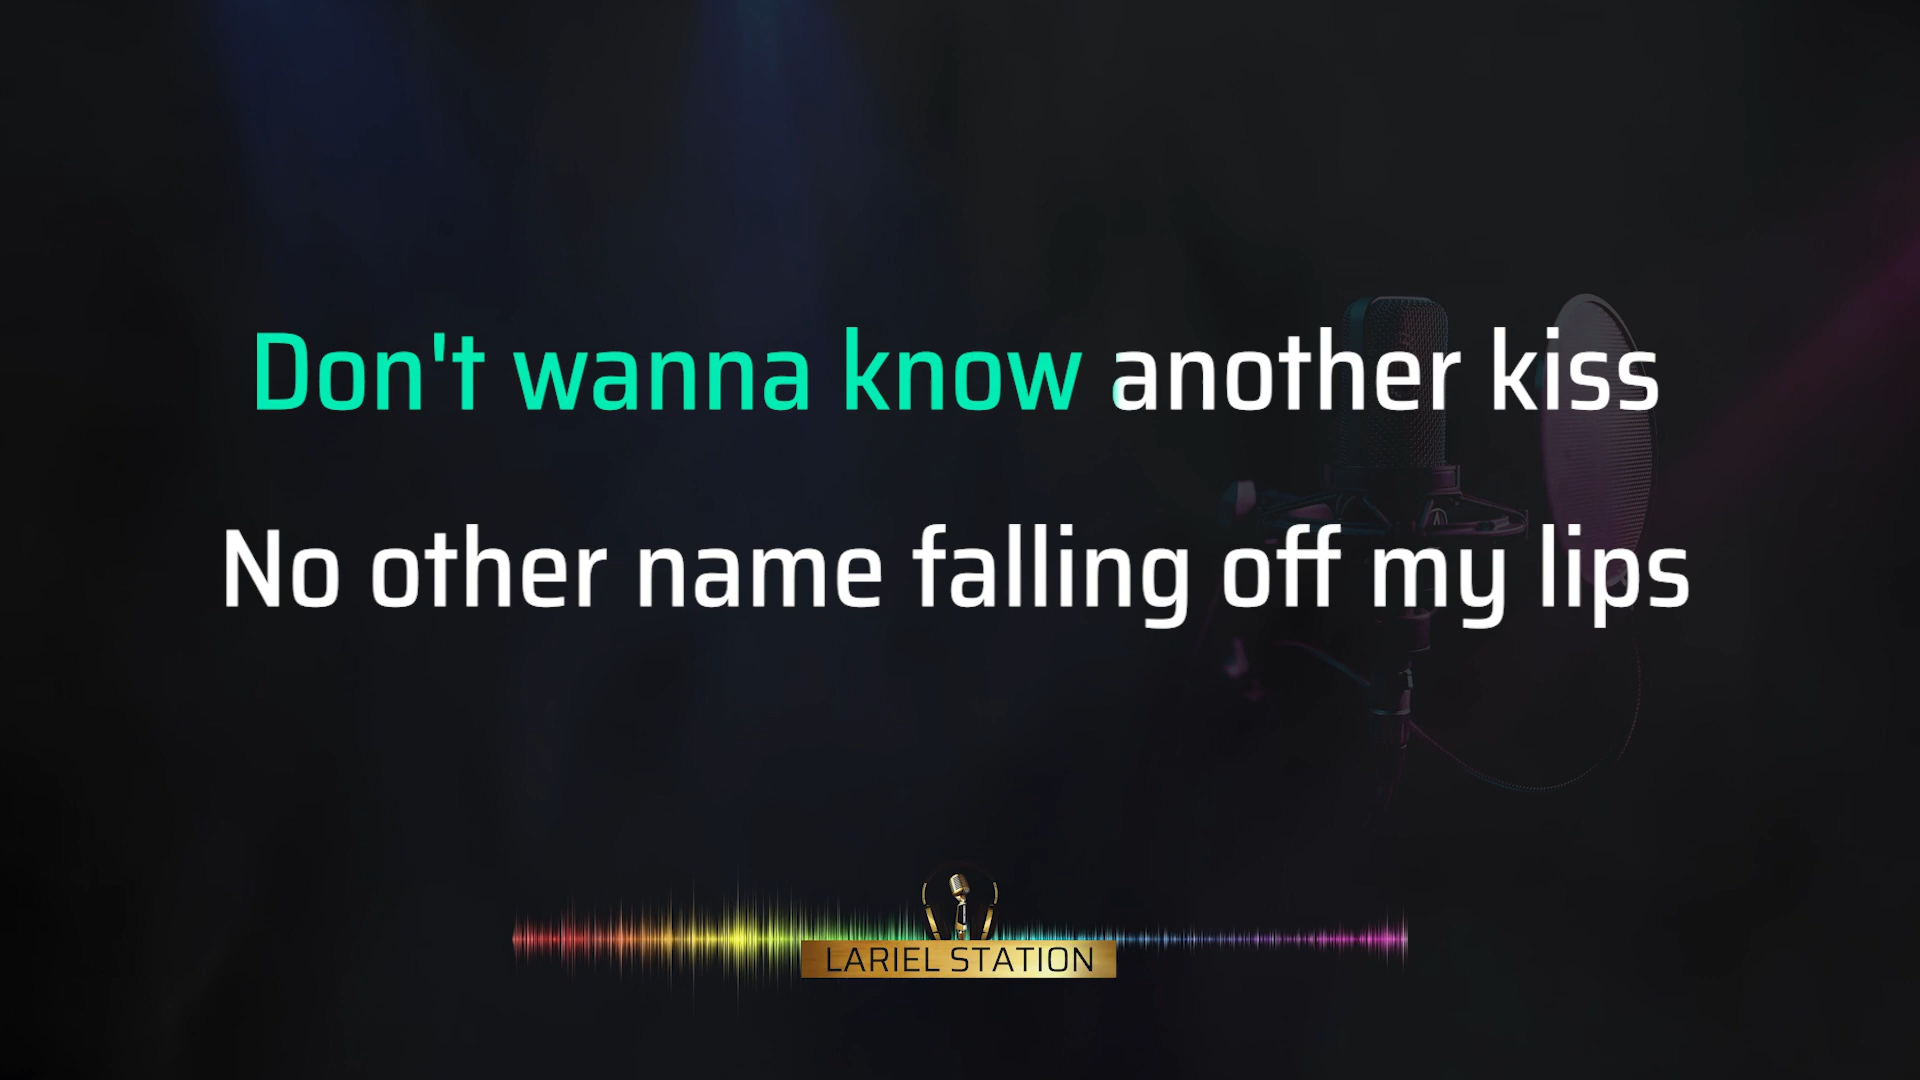 Don't wanna know another kiss
No other name falling off my lips
LARIEL STATION